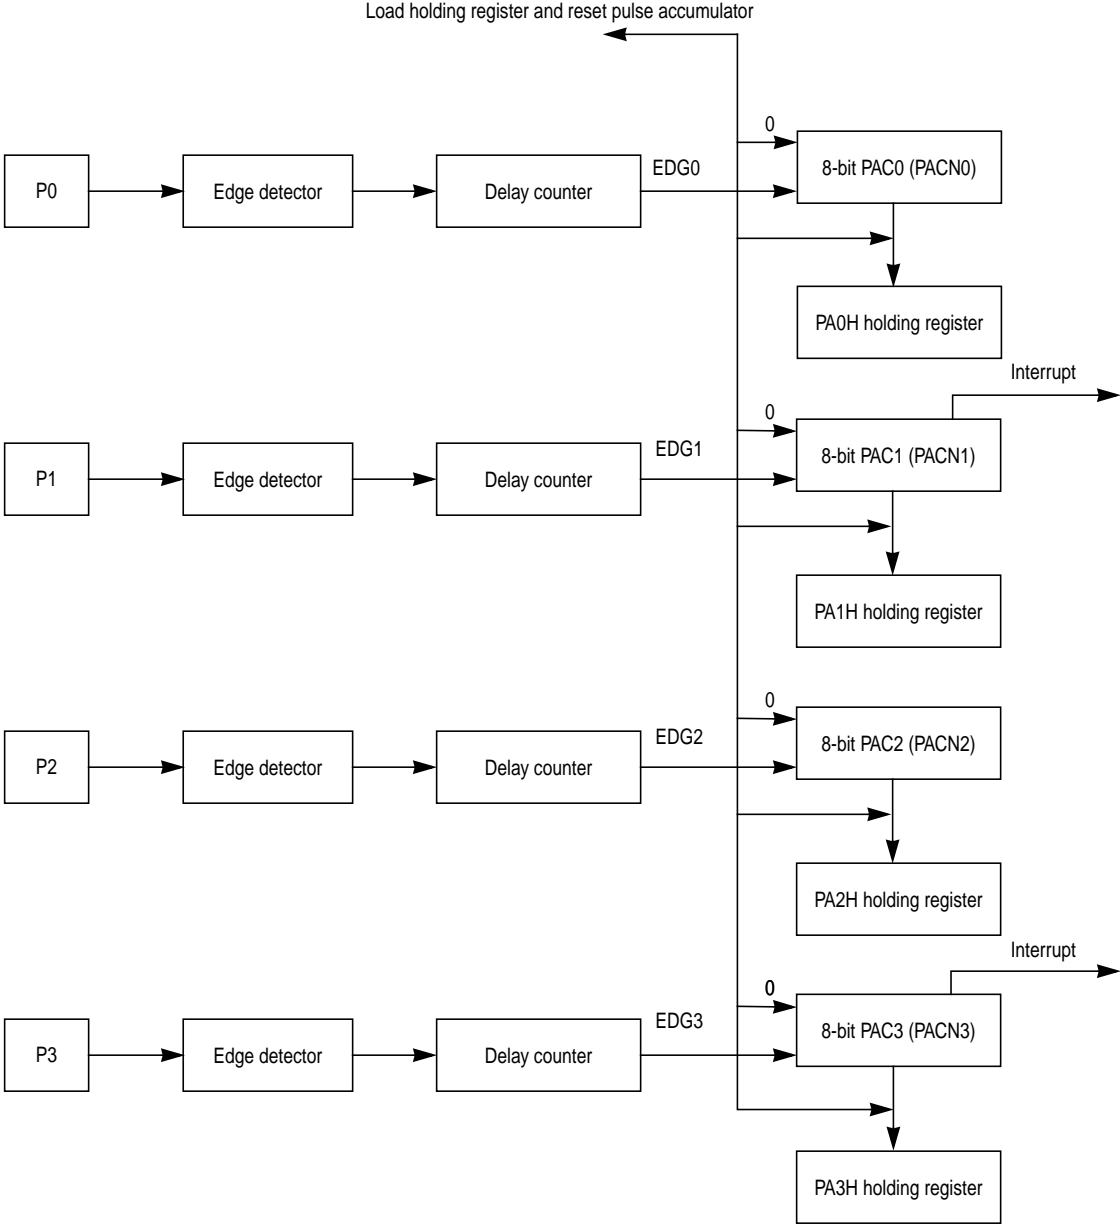 Load holding register and reset pulse accumulator
0
EDG0
8-bit PAC0 (PACN0)
P0
Edge detector
Delay counter
PA0H holding register
Interrupt
0
EDG1
8-bit PAC1 (PACN1)
P1
Edge detector
Delay counter
PA1H holding register
0
EDG2
8-bit PAC2 (PACN2)
P2
Edge detector
Delay counter
PA2H holding register
Interrupt
0
EDG3
8-bit PAC3 (PACN3)
P3
Edge detector
Delay counter
PA3H holding register